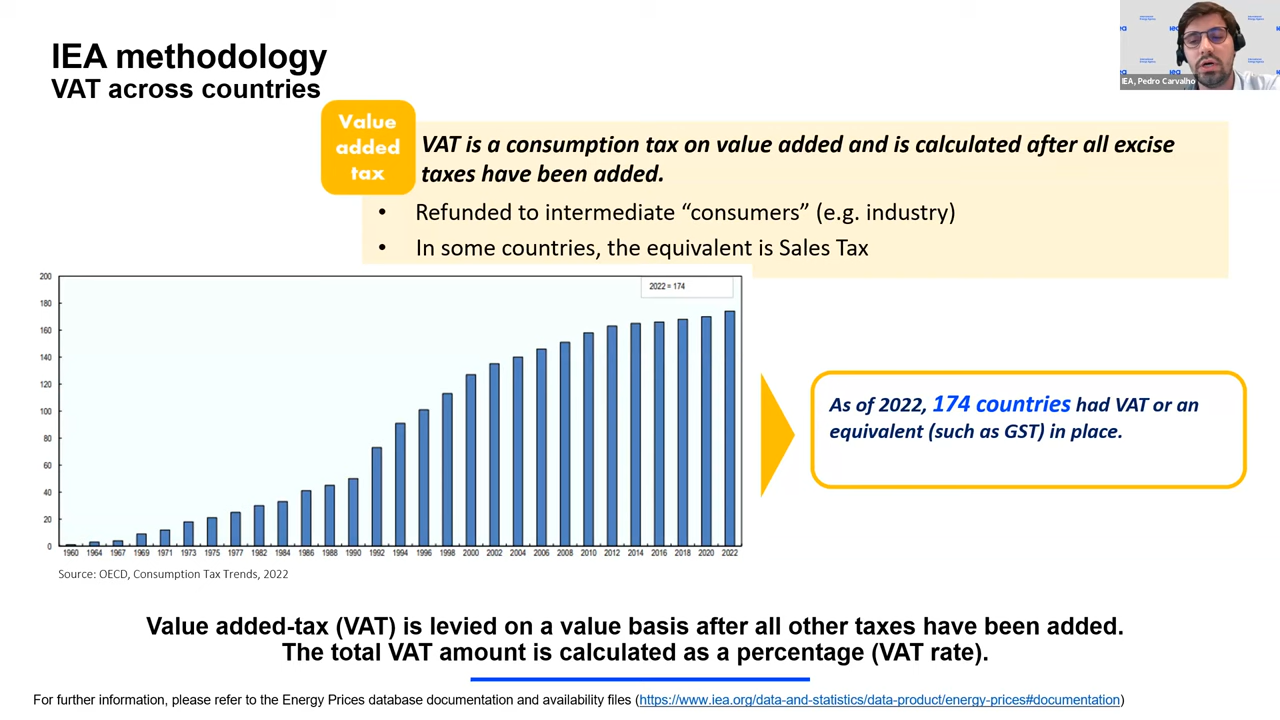 IEA methodology
VAT across countries
IEA, Pedro Carvalho
Value
added
tax
VAT is a consumption tax on value added and is calculated after all excise
taxes have been added.
• Refunded to intermediate “consumers” (e.g. industry)
• In some countries, the equivalent is Sales Tax
2022 = 174
200
180
160
140
120
100
80
60
40
20
0
1960 1964 1967 1969 1971 1973 1975 1977 1982 1984 1986 1988 1990 1992 1994 1996 1998 2000 2002 2004 2006 2008 2010 2012 2014 2016 2018 2020 2022
Source: OECD, Consumption Tax Trends, 2022
As of 2022, 174 countries had VAT or an
equivalent (such as GST) in place.
Value added-tax (VAT) is levied on a value basis after all other taxes have been added.
The total VAT amount is calculated as a percentage (VAT rate).
For further information, please refer to the Energy Prices database documentation and availability files (https://www.iea.org/data-and-statistics/data-product/energy-prices#documentation)